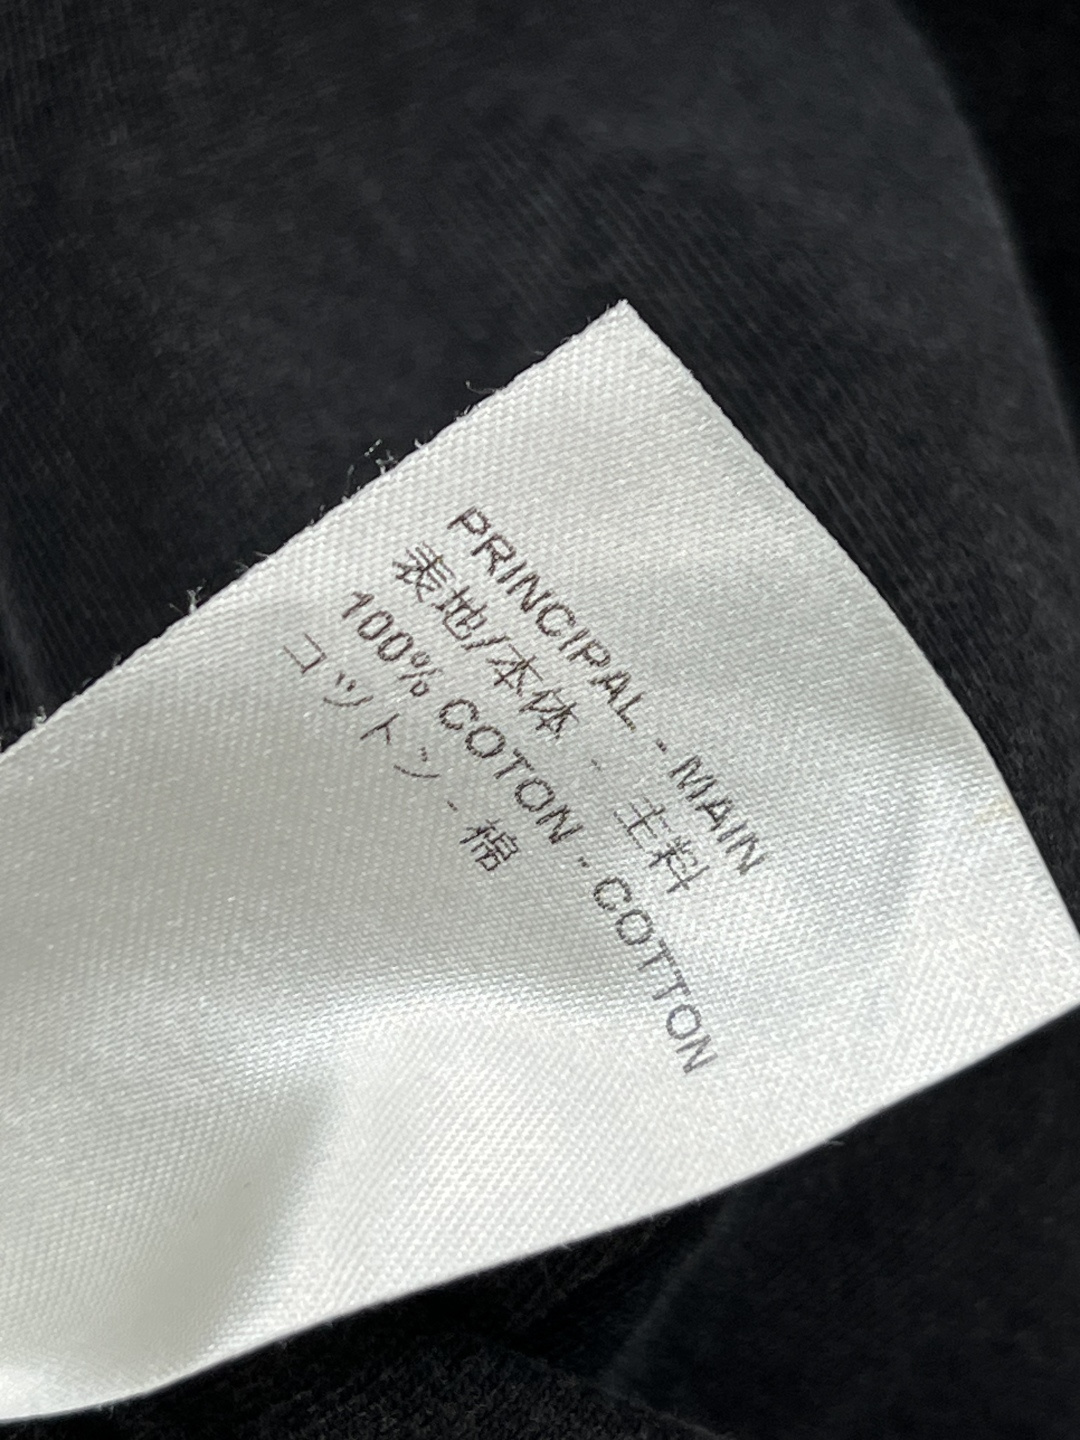 PRINCIPAL - MAIN
表地/本体 - 主料
100% COTON - COTTON
コットン - 棉